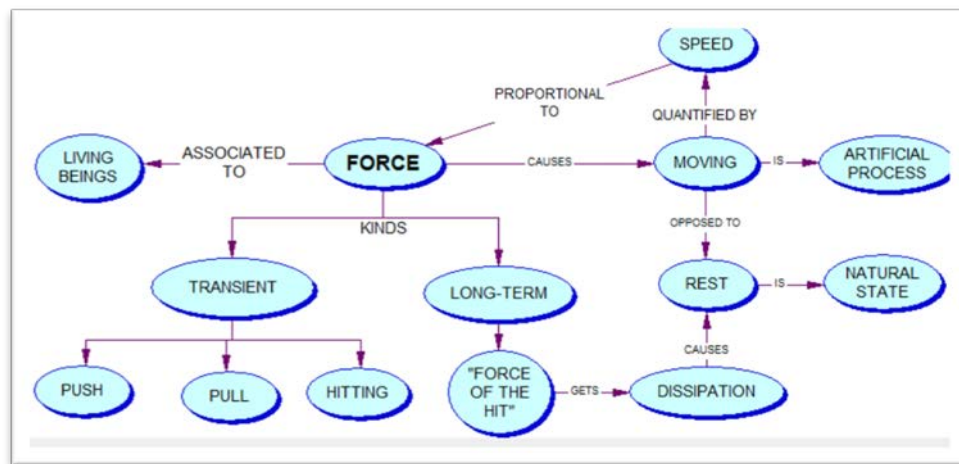 SPEED
PROPORTIONAL
TO
QUANTIFIED BY
LIVING
BEINGS
ASSOCIATED
TO
FORCE
CAUSES
MOVING
IS
ARTIFICIAL
PROCESS
KINDS
OPPOSED TO
TRANSIENT
LONG-TERM
REST
IS
NATURAL
STATE
CAUSES
PUSH
PULL
HITTING
"FORCE
OF THE
HIT"
GETS
DISSIPATION